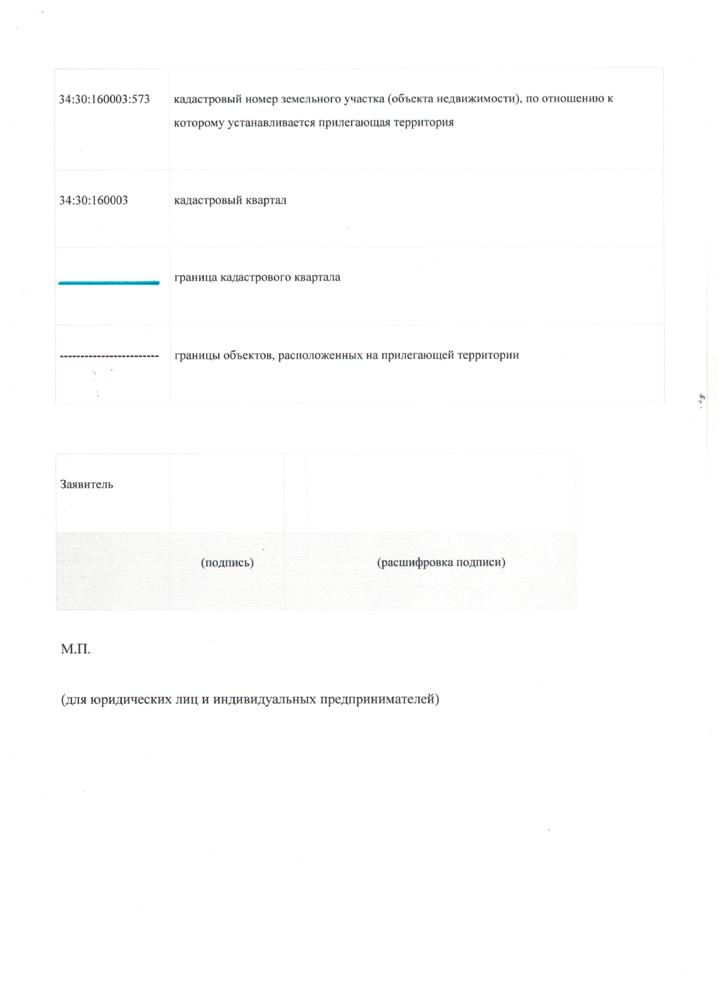 34:30:160003:573 кадастровый номер земельного участка (объекта недвижимости), по отношению к
которому устанавливается прилегающая территория
34:30:160003 кадастровый квартал
граница кадастрового квартала
------------------------ границы объектов, расположенных на прилегающей территории
Заявитель
(подпись) (расшифровка подписи)
М.П.
(для юридических лиц и индивидуальных предпринимателей)